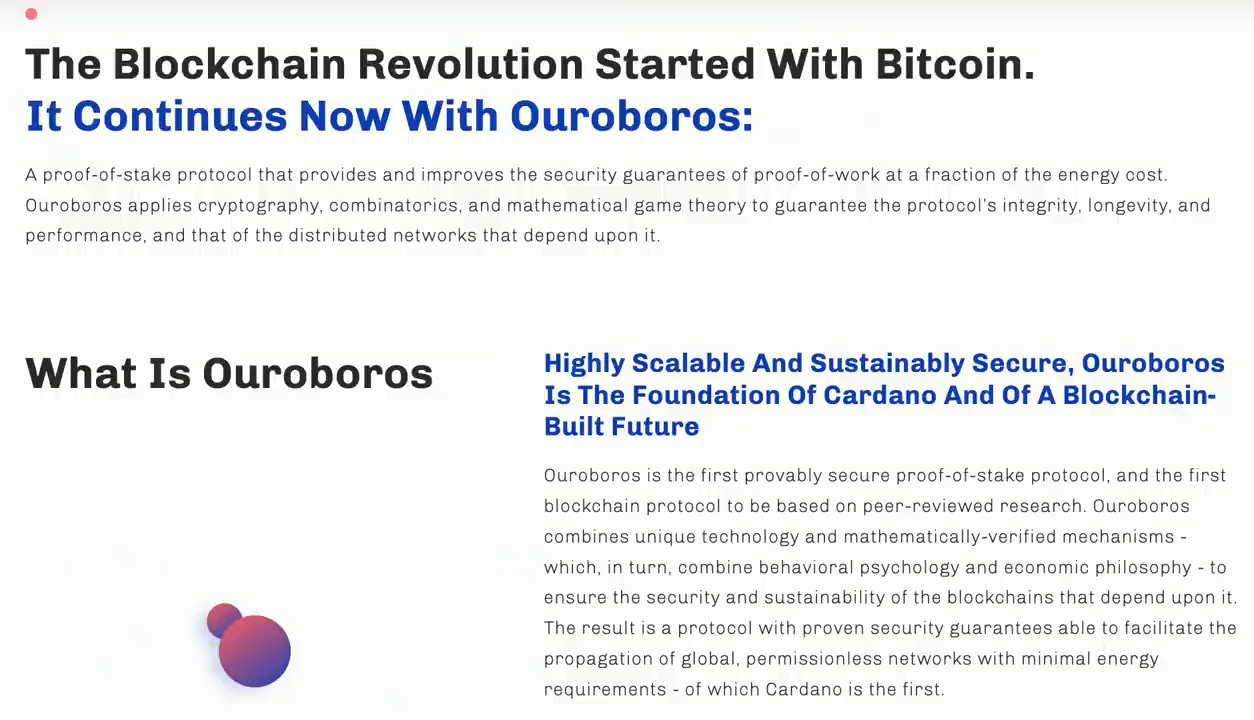 The Blockchain Revolution Started With Bitcoin.
It Continues Now With Ouroboros:
A proof-of-stake protocol that provides and improves the security guarantees of proof-of-work at a fraction of the energy cost.
Ouroboros applies cryptography, combinatorics, and mathematical game theory to guarantee the protocol's integrity, longevity, and
performance, and that of the distributed networks that depend upon it.
What Is Ouroboros
Highly Scalable And Sustainably Secure, Ouroboros
Is The Foundation Of Cardano And Of A Blockchain-
Built Future
Ouroboros is the first provably secure proof-of-stake protocol, and the first
blockchain protocol to be based on peer-reviewed research. Ouroboros
combines unique technology and mathematically-verified mechanisms -
which, in turn, combine behavioral psychology and economic philosophy - to
ensure the security and sustainability of the blockchains that depend upon it.
The result is a protocol with proven security guarantees able to facilitate the
propagation of global, permissionless networks with minimal energy
requirements - of which Cardano is the first.